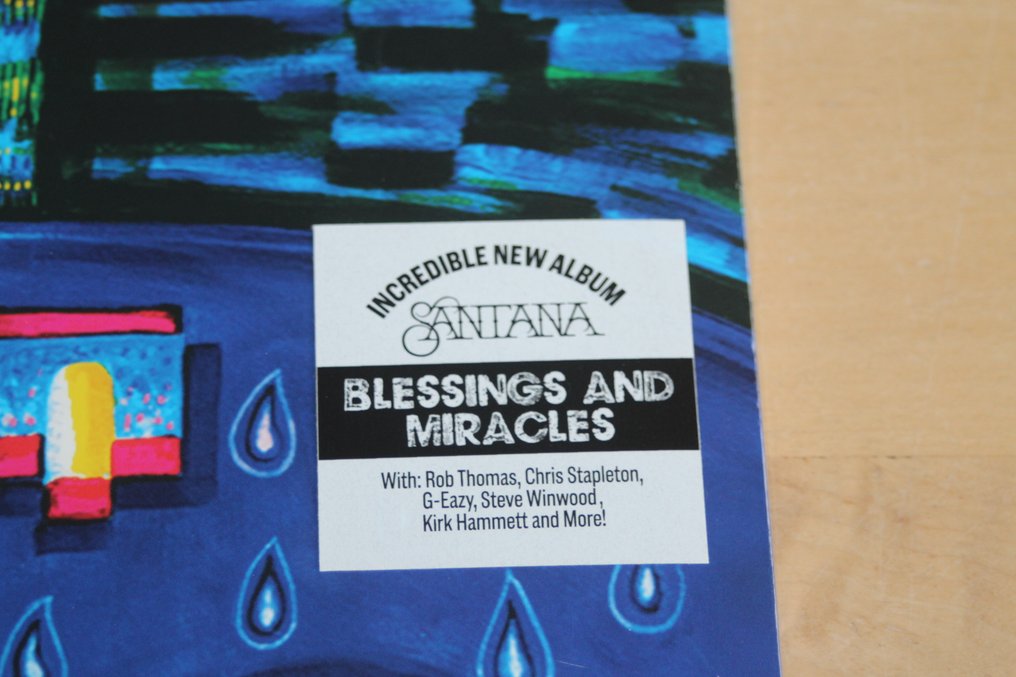 INCREDIBLE NEW ALBUM
SANTANA
BLESSINGS AND
MIRACLES
With: Rob Thomas, Chris Stapleton,
G-Eazy, Steve Winwood,
Kirk Hammett and More!